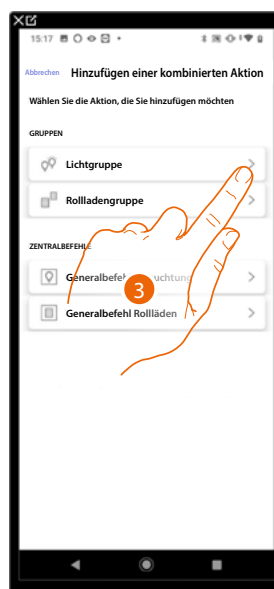 15:17
Abbrechen Hinzufügen einer kombinierten Aktion
Wählen Sie die Aktion, die Sie hinzufügen möchten
GRUPPEN
Lichtgruppe
Rollladengruppe
ZENTRALBEFEHLE
Generalbefehl uchtung
3
Generalbefehl Rollläden